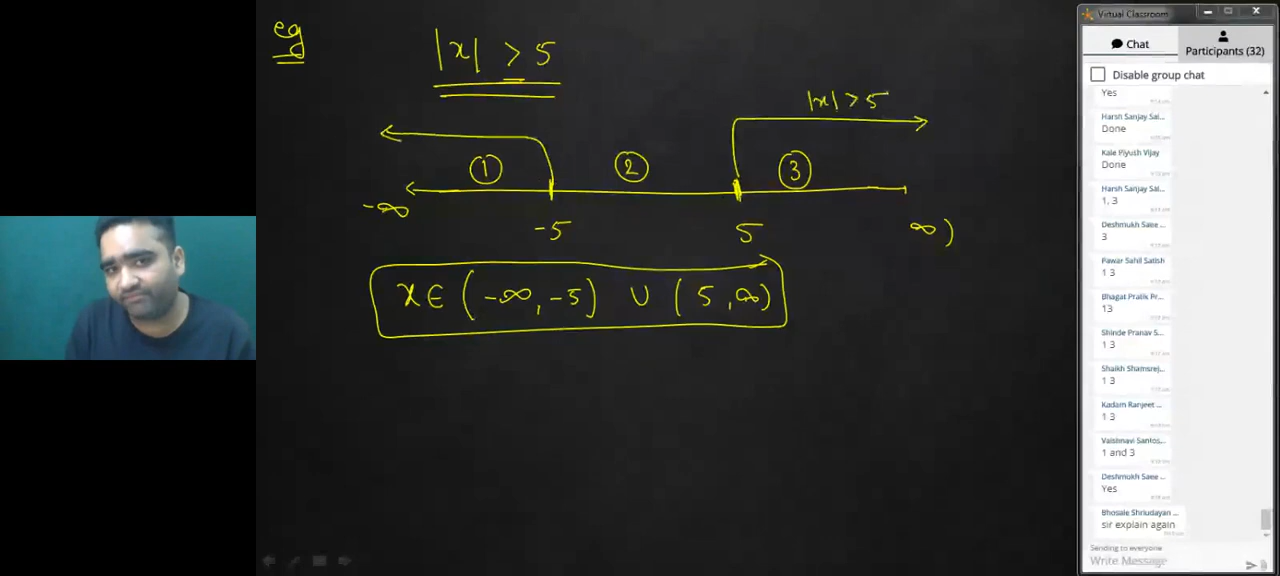 eg
|x| > 5
|x| > 5
1 2 3
-∞ -5 5 ∞)
x ∈ (-∞, -5) ∪ (5, ∞)
Virtual Classroom
Chat
Participants (32)
Disable group chat
Yes
Harsh Sanjay Sai...
Done
Kale Piyush Vijay
Done
Harsh Sanjay Sai...
1, 3
Deshmukh Saee ...
3
Pawar Sahil Satish
1 3
Bhagat Pratik Pr...
13
Shinde Pranav S...
1 3
Shaikh Shamsrej...
1 3
Kadam Ranjeet ...
1 3
Vaishnavi Santos...
1 and 3
Deshmukh Saee ...
Yes
Bhosale Shriudayan ...
sir explain again
Sending to everyone
Write Message